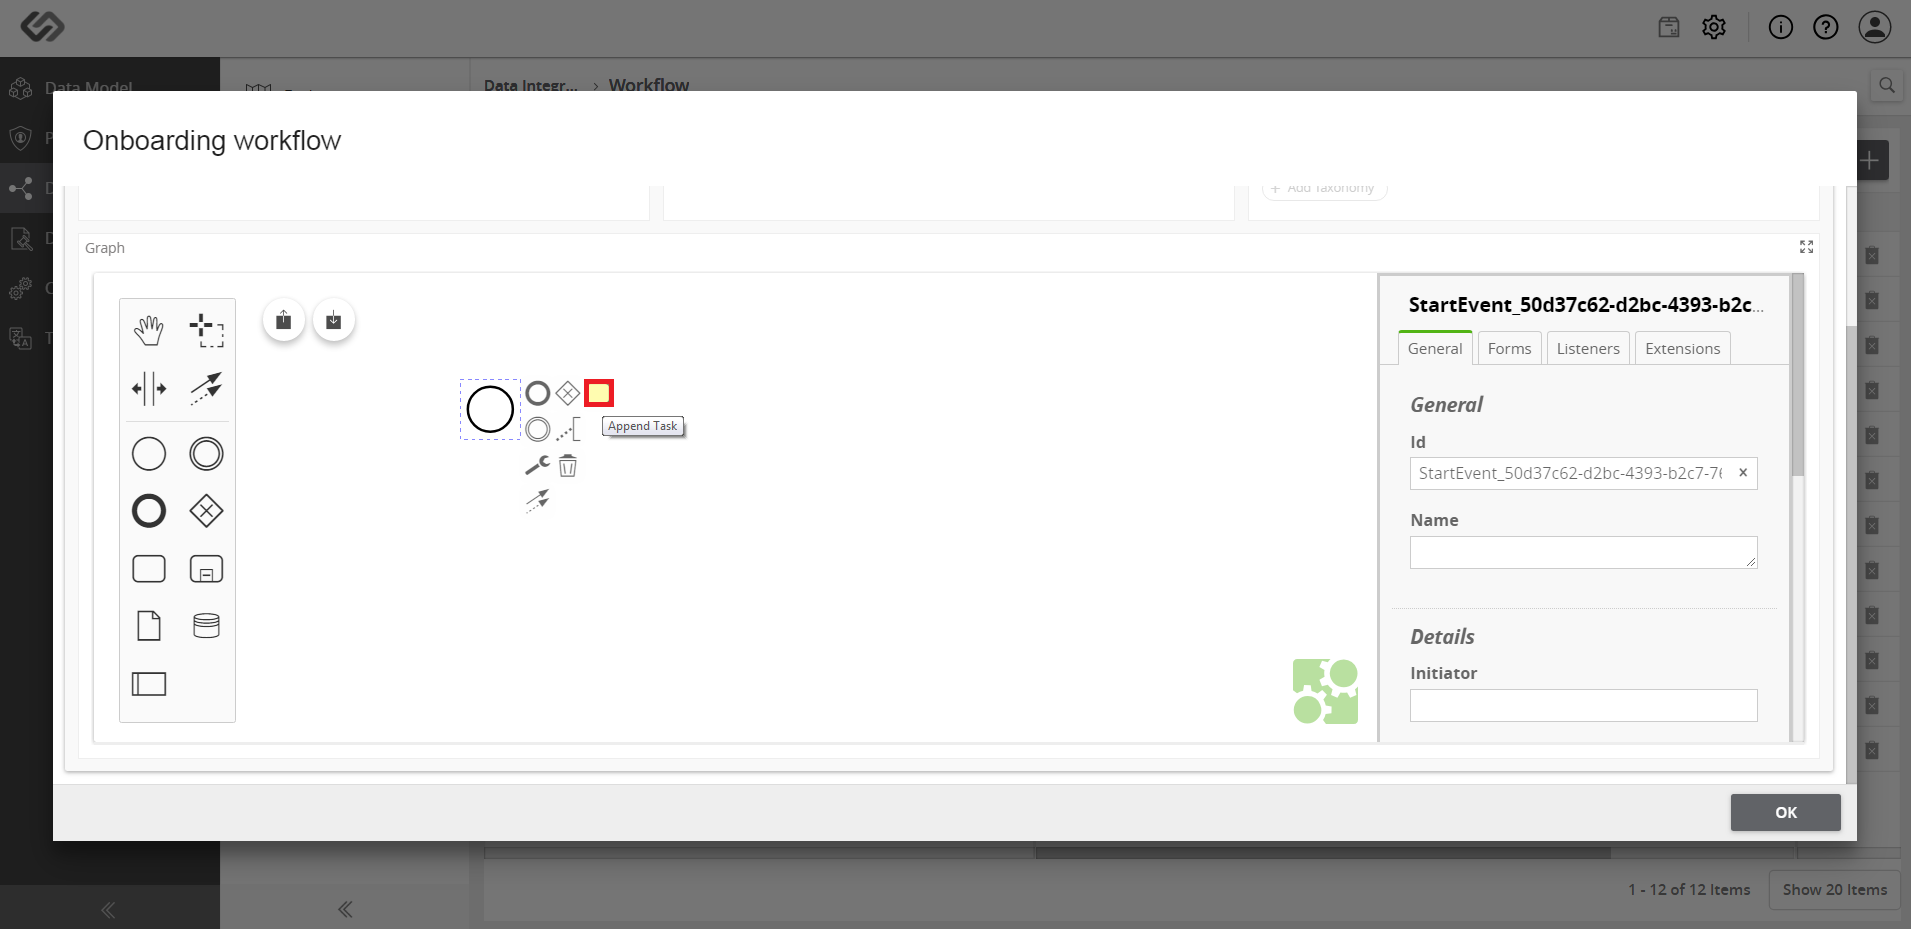 Data Model
Data Integr... > Workflow
Onboarding workflow
+ Add Taxonomy
Graph
StartEvent_50d37c62-d2bc-4393-b2c...
General
Forms
Listeners
Extensions
Append Task
General
Id
StartEvent_50d37c62-d2bc-4393-b2c7-76
Name
Details
Initiator
OK
1 - 12 of 12 Items
Show 20 Items